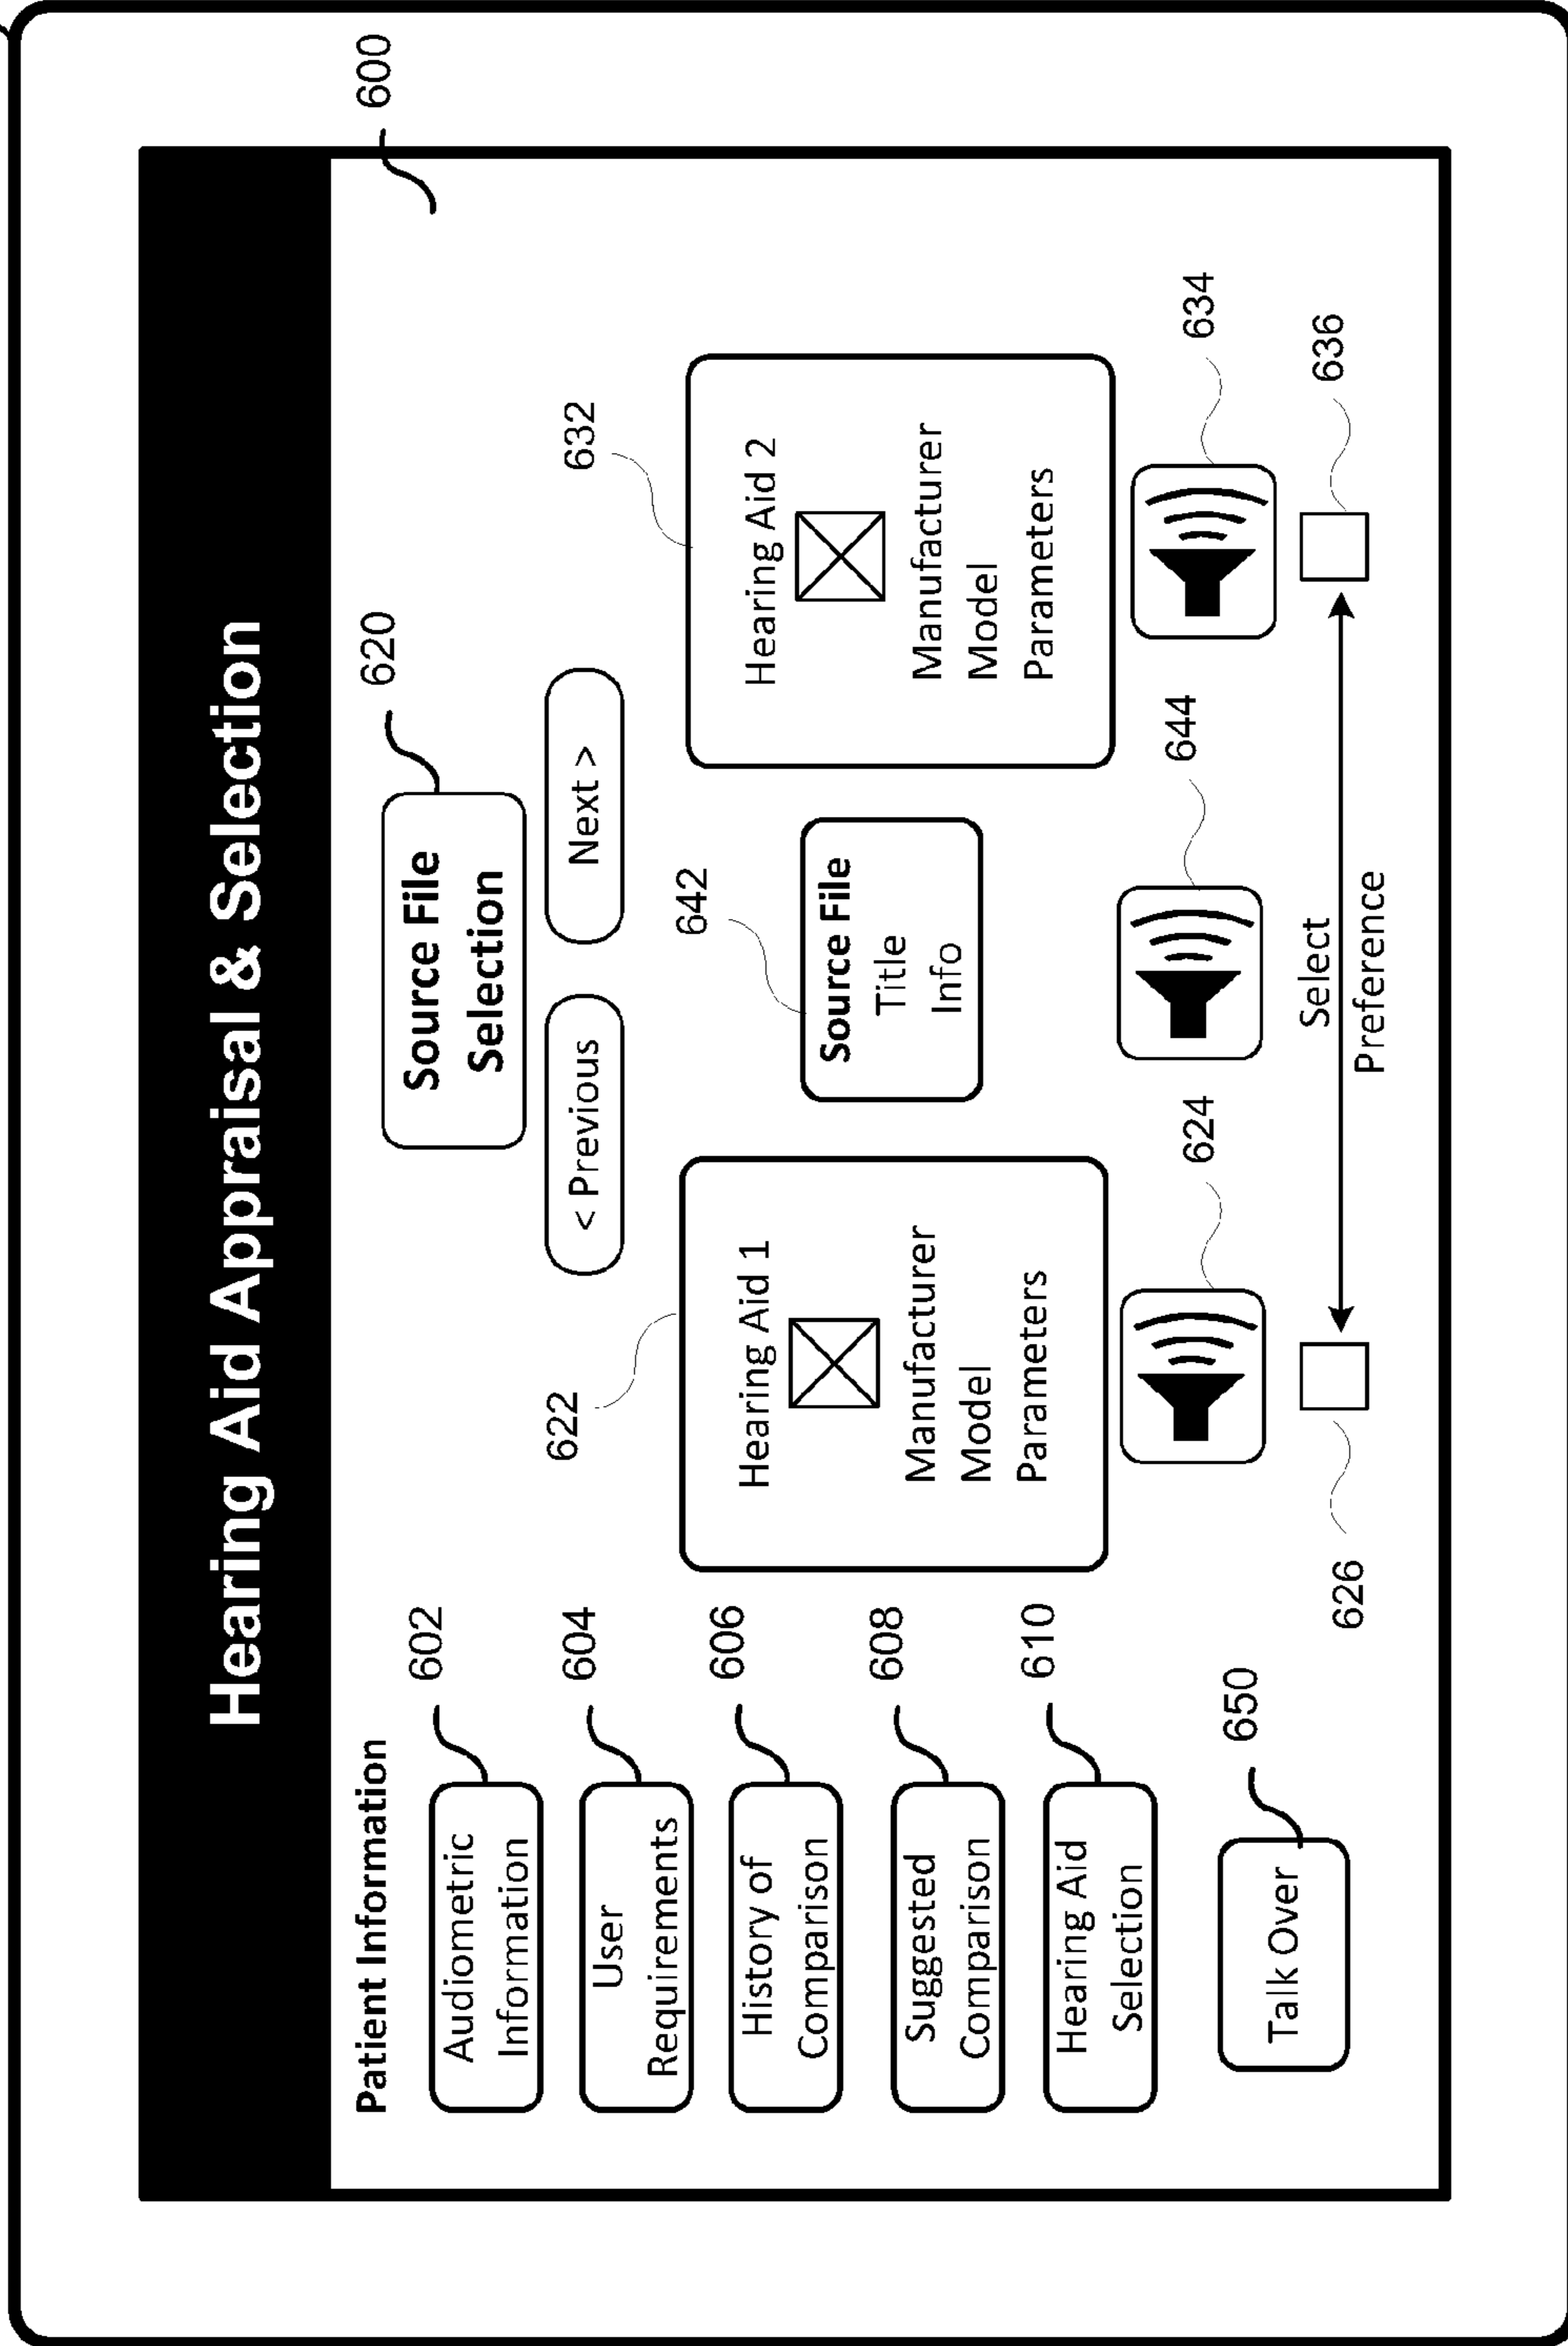 Hearing Aid Appraisal & Selection
600
Patient Information
Audiometric
Information
602
User
Requirements
604
History of
Comparison
606
Suggested
Comparison
608
Hearing Aid
Selection
610
Talk Over
650
Source File
Selection
620
< Previous
Next >
622
Hearing Aid 1
Manufacturer
Model
Parameters
624
626
642
Source File
Title
Info
644
632
Hearing Aid 2
Manufacturer
Model
Parameters
634
636
Select
Preference